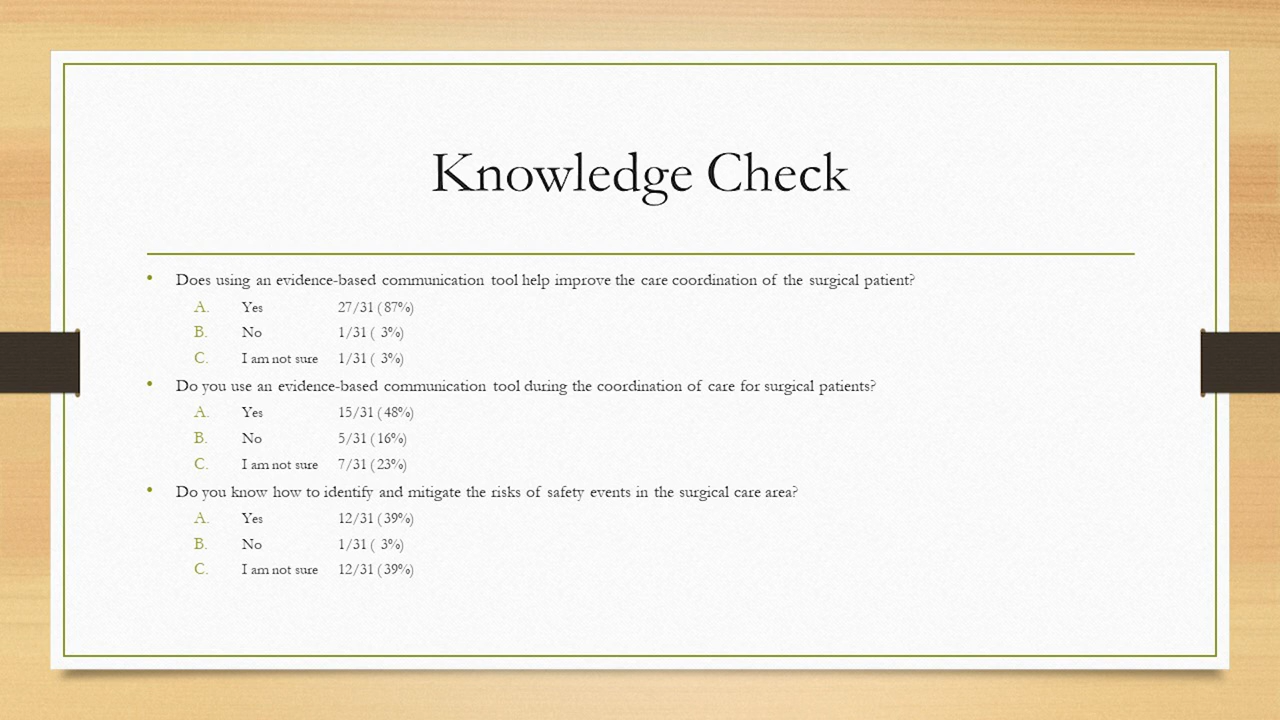 Knowledge Check
• Does using an evidence-based communication tool help improve the care coordination of the surgical patient?
A. Yes 27/31 (87%)
B. No 1/31 ( 3%)
C. I am not sure 1/31 ( 3%)
• Do you use an evidence-based communication tool during the coordination of care for surgical patients?
A. Yes 15/31 (48%)
B. No 5/31 (16%)
C. I am not sure 7/31 (23%)
• Do you know how to identify and mitigate the risks of safety events in the surgical care area?
A. Yes 12/31 (39%)
B. No 1/31 ( 3%)
C. I am not sure 12/31 (39%)